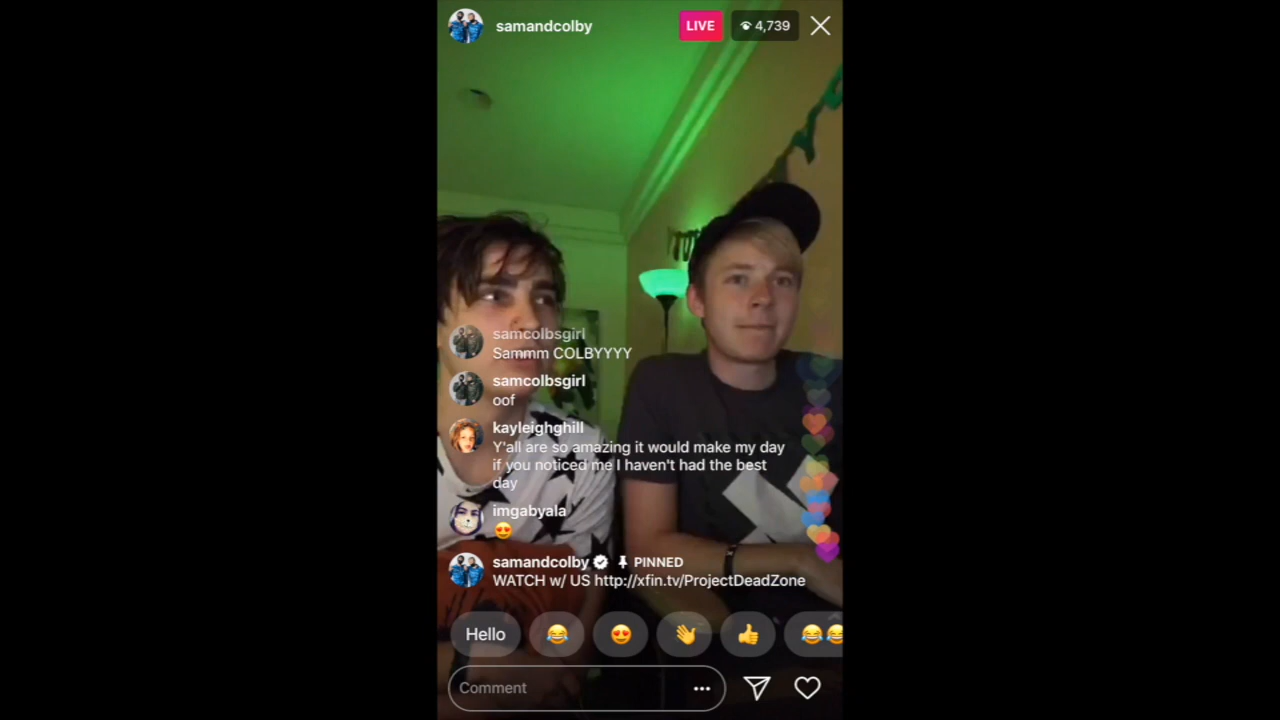 samandcolby
LIVE
4,739
samcolbsgirl
Sammm COLBYYYY
samcolbsgirl
oof
kayleighghill
Y'all are so amazing it would make my day
if you noticed me I haven't had the best
day
imgabyala
😍
samandcolby PINNED
WATCH w/ US http://xfin.tv/ProjectDeadZone
Hello 😂 😍 👋 👍 😂😂
Comment